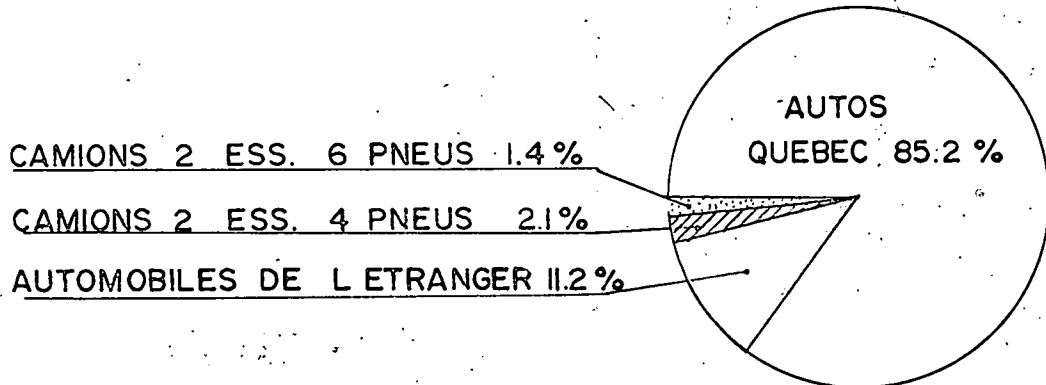 AUTOS
QUEBEC 85.2 %
CAMIONS 2 ESS. 6 PNEUS 1.4 %
CAMIONS 2 ESS. 4 PNEUS 2.1 %
AUTOMOBILES DE L ETRANGER 11.2 %